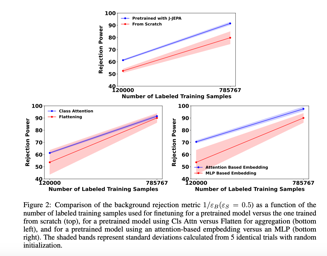 100
90
80
70
60
50
40
Rejection Power
Pretrained with J-JEPA
From Scratch
120000
785767
Number of Labeled Training Samples
100
90
80
70
60
50
40
Rejection Power
Class Attention
Flattening
120000
785767
Number of Labeled Training Samples
100
90
80
70
60
50
40
Rejection Power
Attention Based Embedding
MLP Based Embedding
120000
785767
Number of Labeled Training Samples
Figure 2: Comparison of the background rejection metric 1/εB(εS = 0.5) as a function of the
number of labeled training samples used for finetuning for a pretrained model versus the one trained
from scratch (top), for a pretrained model using Cls Attn versus Flatten for aggregation (bottom
left), and for a pretrained model using an attention-based embedding versus an MLP (bottom
right). The shaded bands represent standard deviations calculated from 5 identical trials with random
initialization.